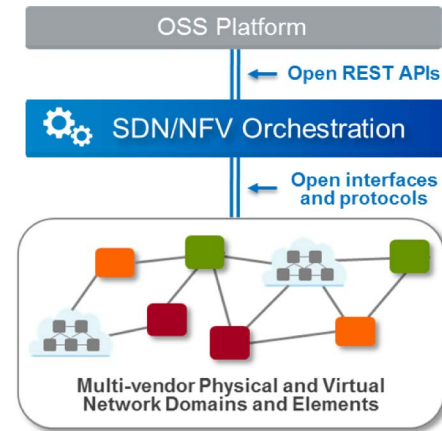 OSS Platform
Open REST APIs
SDN/NFV Orchestration
Open interfaces
and protocols
Multi-vendor Physical and Virtual
Network Domains and Elements